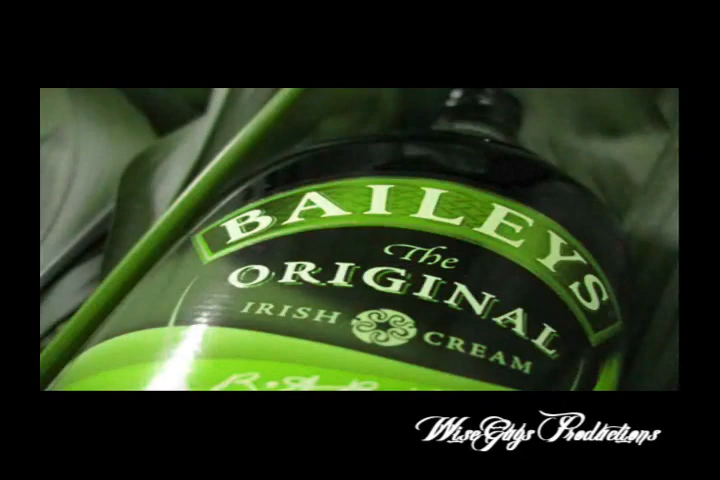 BAILEYS
The
ORIGINAL
IRISH CREAM
WiseGuys Productions